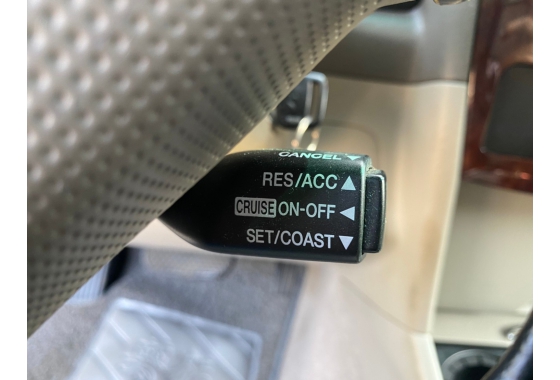 CANCEL ▼
RES/ACC ▲
CRUISE ON-OFF ◀
SET/COAST ▼